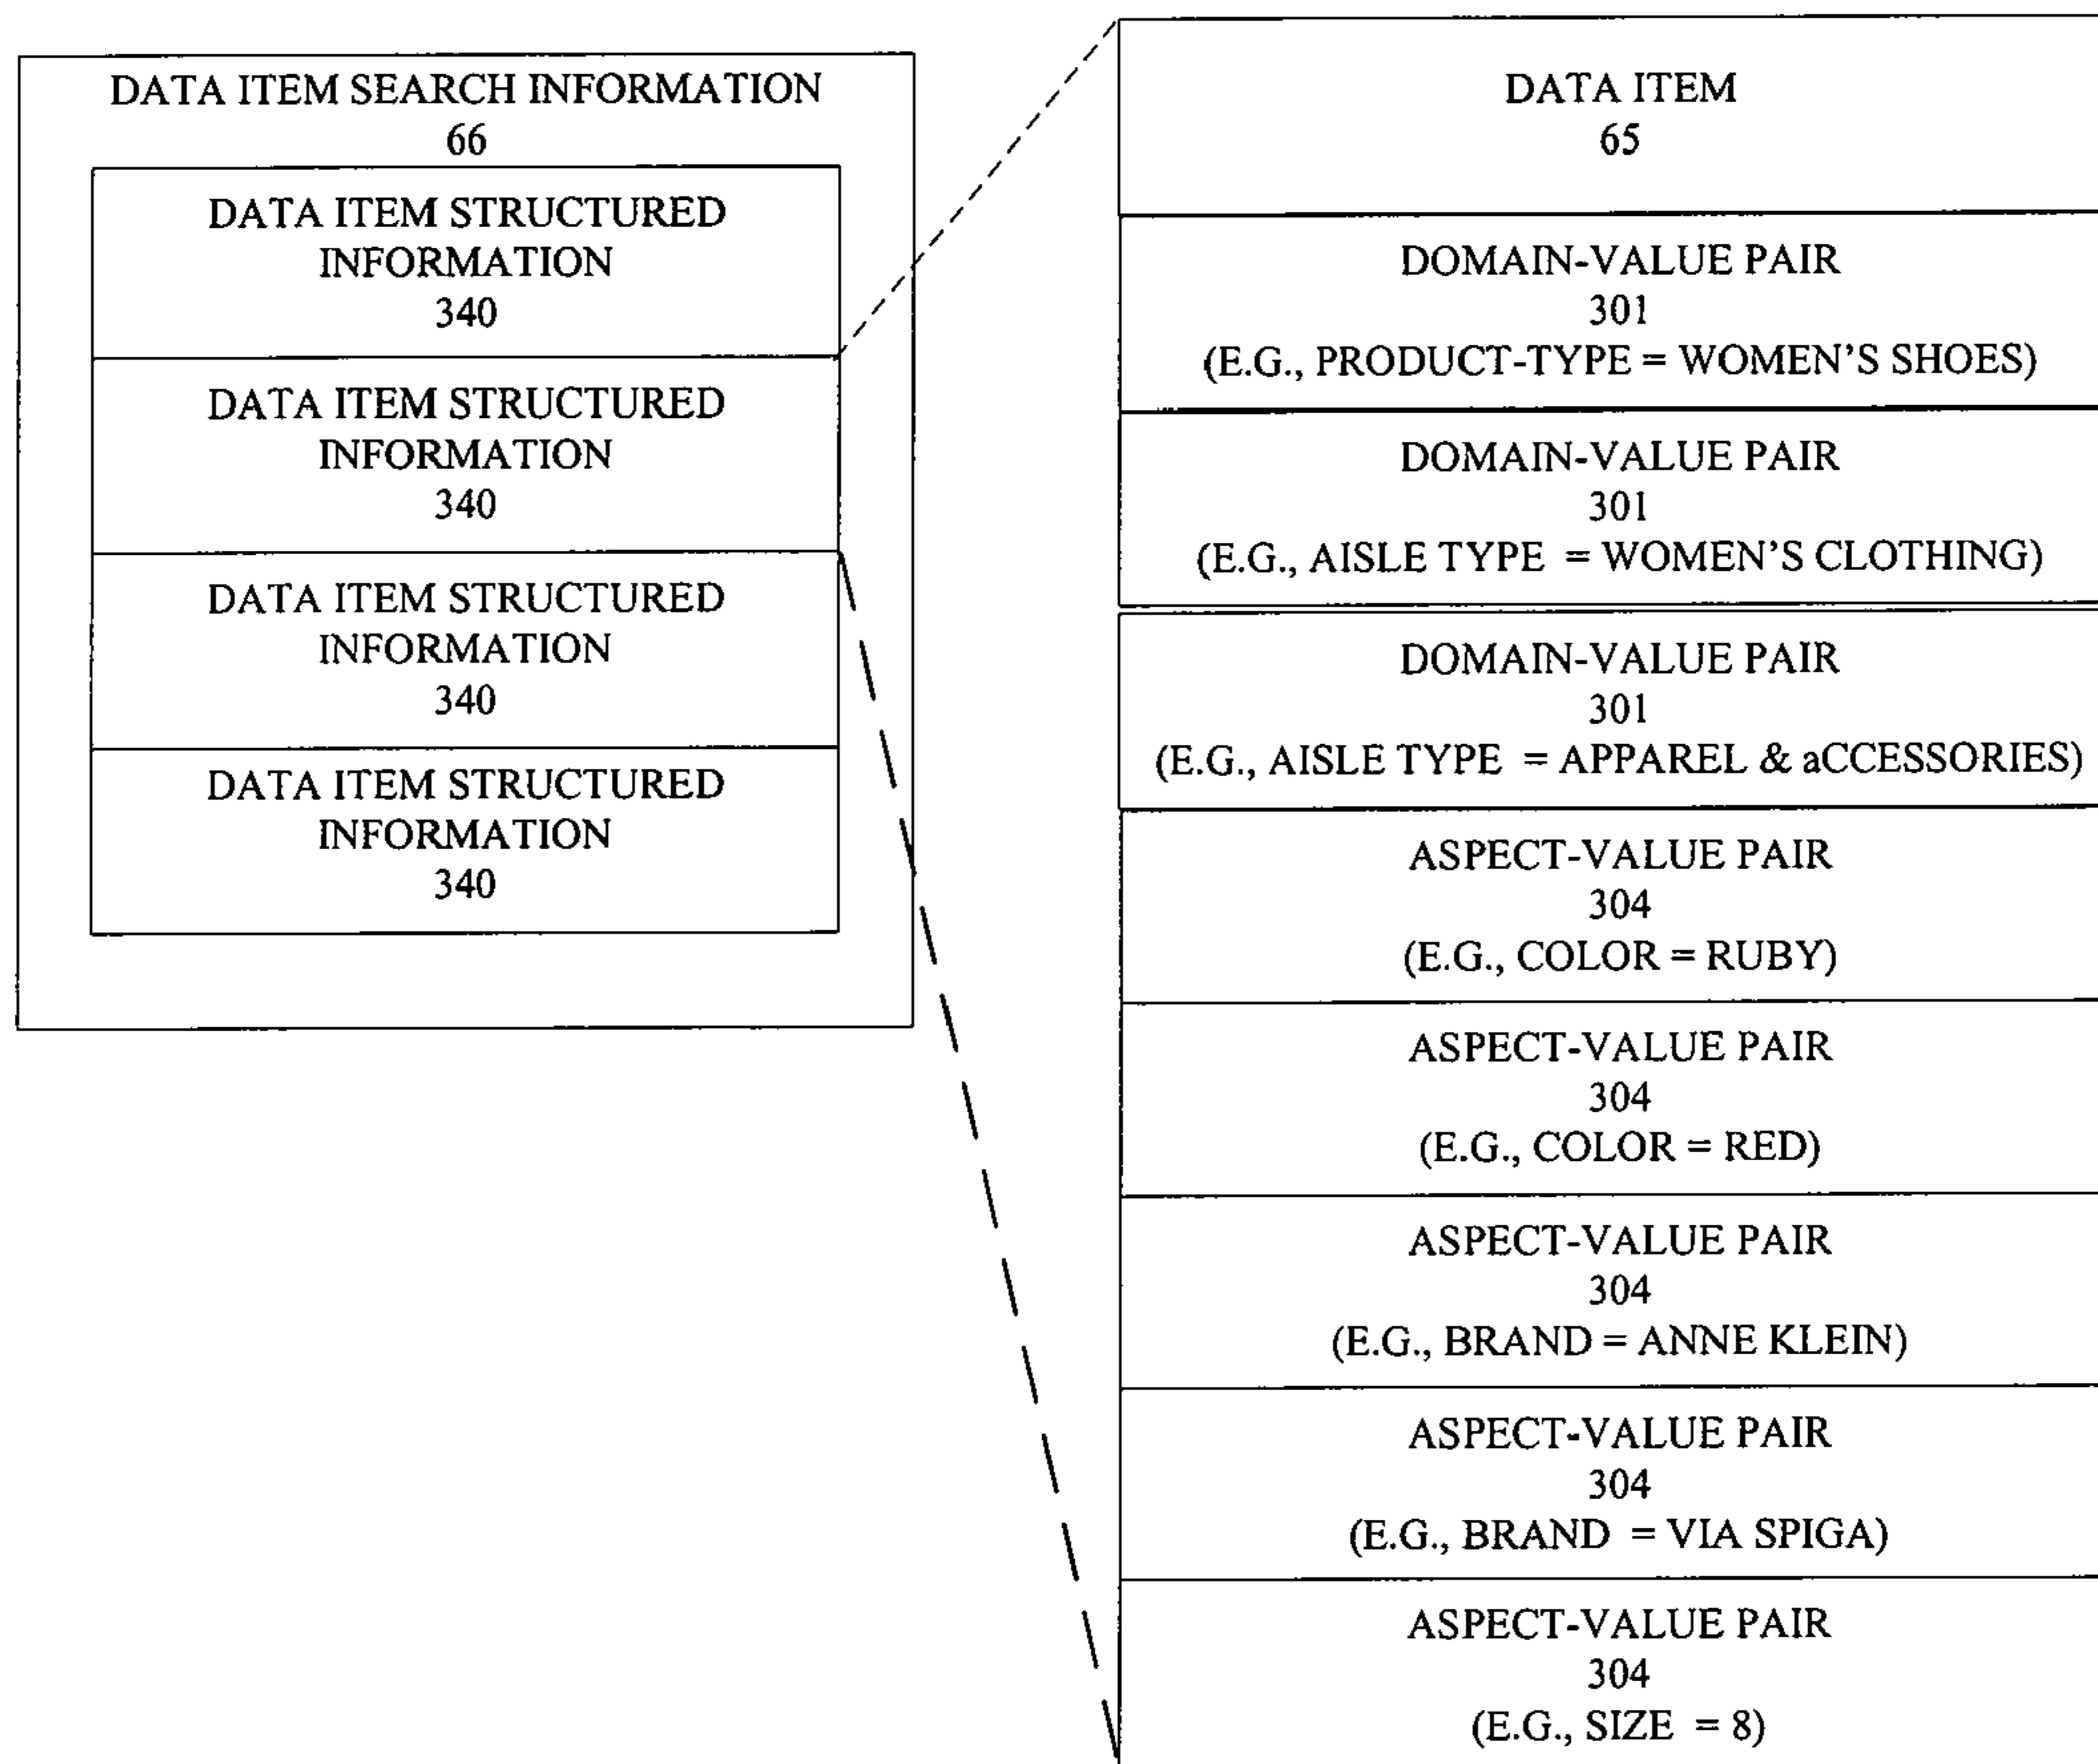 DATA ITEM SEARCH INFORMATION
66
DATA ITEM STRUCTURED
INFORMATION
340
DATA ITEM STRUCTURED
INFORMATION
340
DATA ITEM STRUCTURED
INFORMATION
340
DATA ITEM STRUCTURED
INFORMATION
340
DATA ITEM
65
DOMAIN-VALUE PAIR
301
(E.G., PRODUCT-TYPE = WOMEN'S SHOES)
DOMAIN-VALUE PAIR
301
(E.G., AISLE TYPE = WOMEN'S CLOTHING)
DOMAIN-VALUE PAIR
301
(E.G., AISLE TYPE = APPAREL & aCCESSORIES)
ASPECT-VALUE PAIR
304
(E.G., COLOR = RUBY)
ASPECT-VALUE PAIR
304
(E.G., COLOR = RED)
ASPECT-VALUE PAIR
304
(E.G., BRAND = ANNE KLEIN)
ASPECT-VALUE PAIR
304
(E.G., BRAND = VIA SPIGA)
ASPECT-VALUE PAIR
304
(E.G., SIZE = 8)